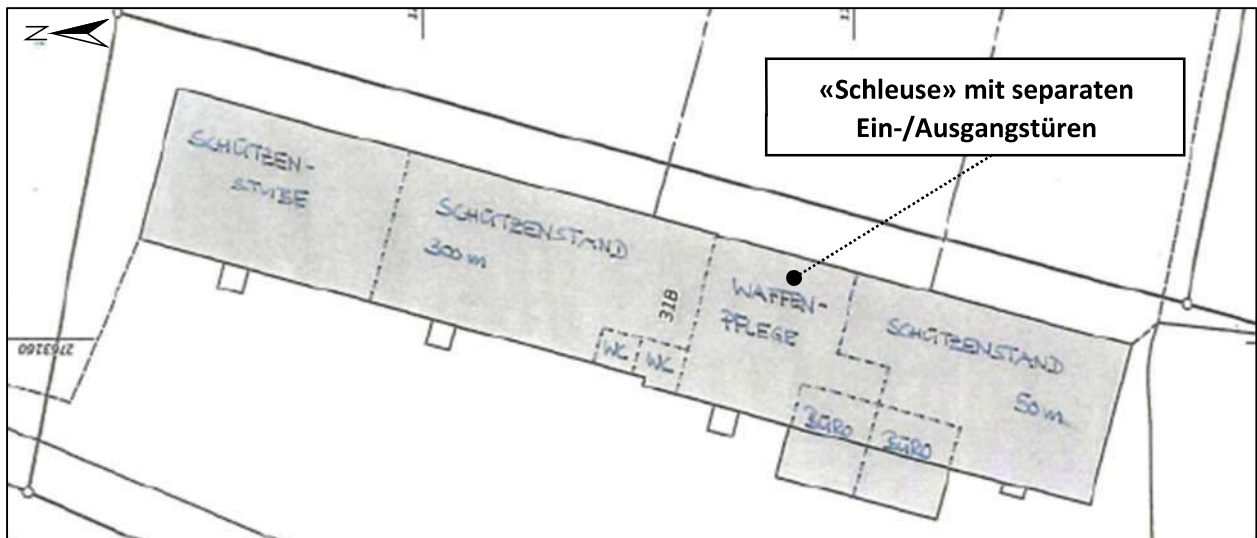 N
«Schleuse» mit separaten
Ein-/Ausgangstüren
SCHÜTZEN-
STUBE
SCHÜTZENSTAND
300 m
318
WC
WC
WAFFEN-
PFLEGE
SCHÜTZENSTAND
50 m
BÜRO
BÜRO
2763160